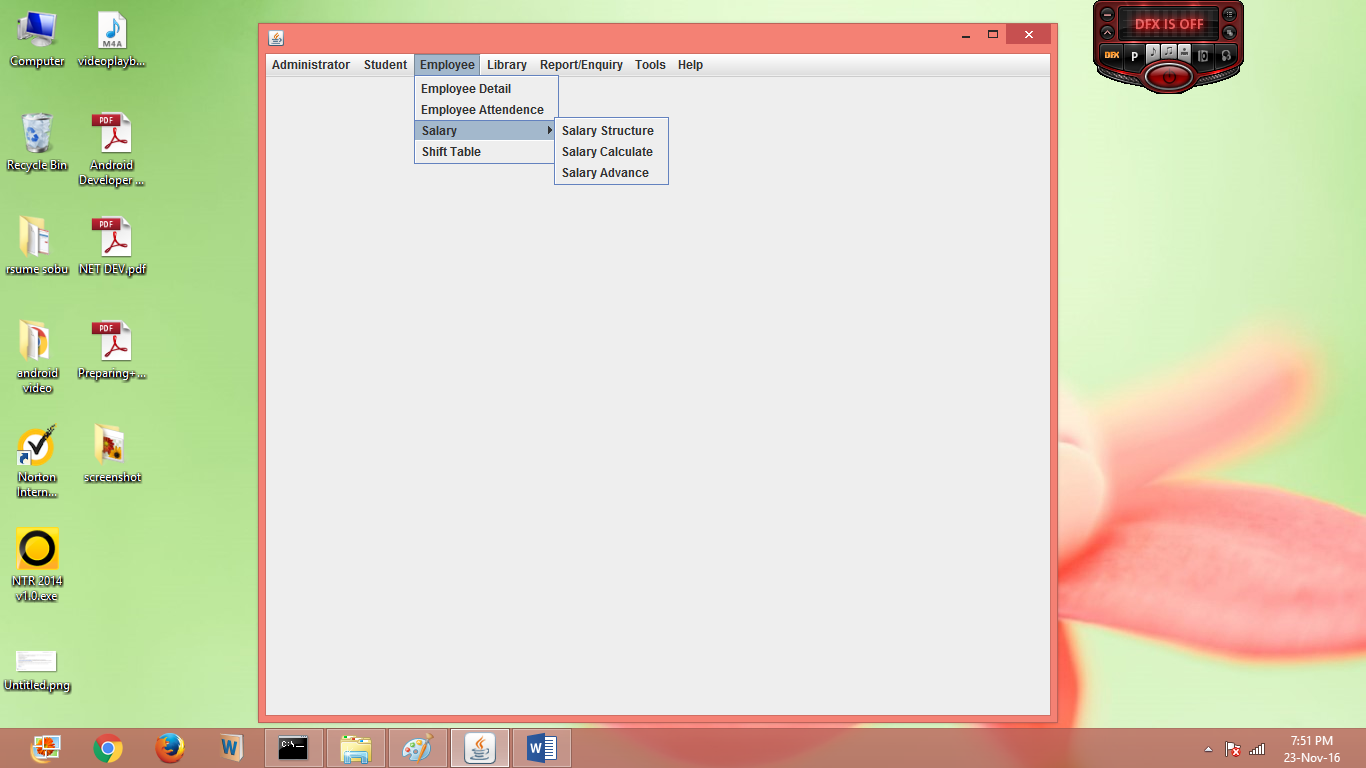 Computer
videoplayb...
M4A
Recycle Bin
PDF
Android
Developer ...
rsume sobu
PDF
NET DEV.pdf
android
video
PDF
Preparing+...
Norton
Intern...
screenshot
NTR 2014
v1.0.exe
Untitled.png
Administrator Student Employee Library Report/Enquiry Tools Help
Employee Detail
Employee Attendence
Salary
Shift Table
Salary Structure
Salary Calculate
Salary Advance
DFX IS OFF
DFX
P
W
C:\_
W
7:51 PM
23-Nov-16